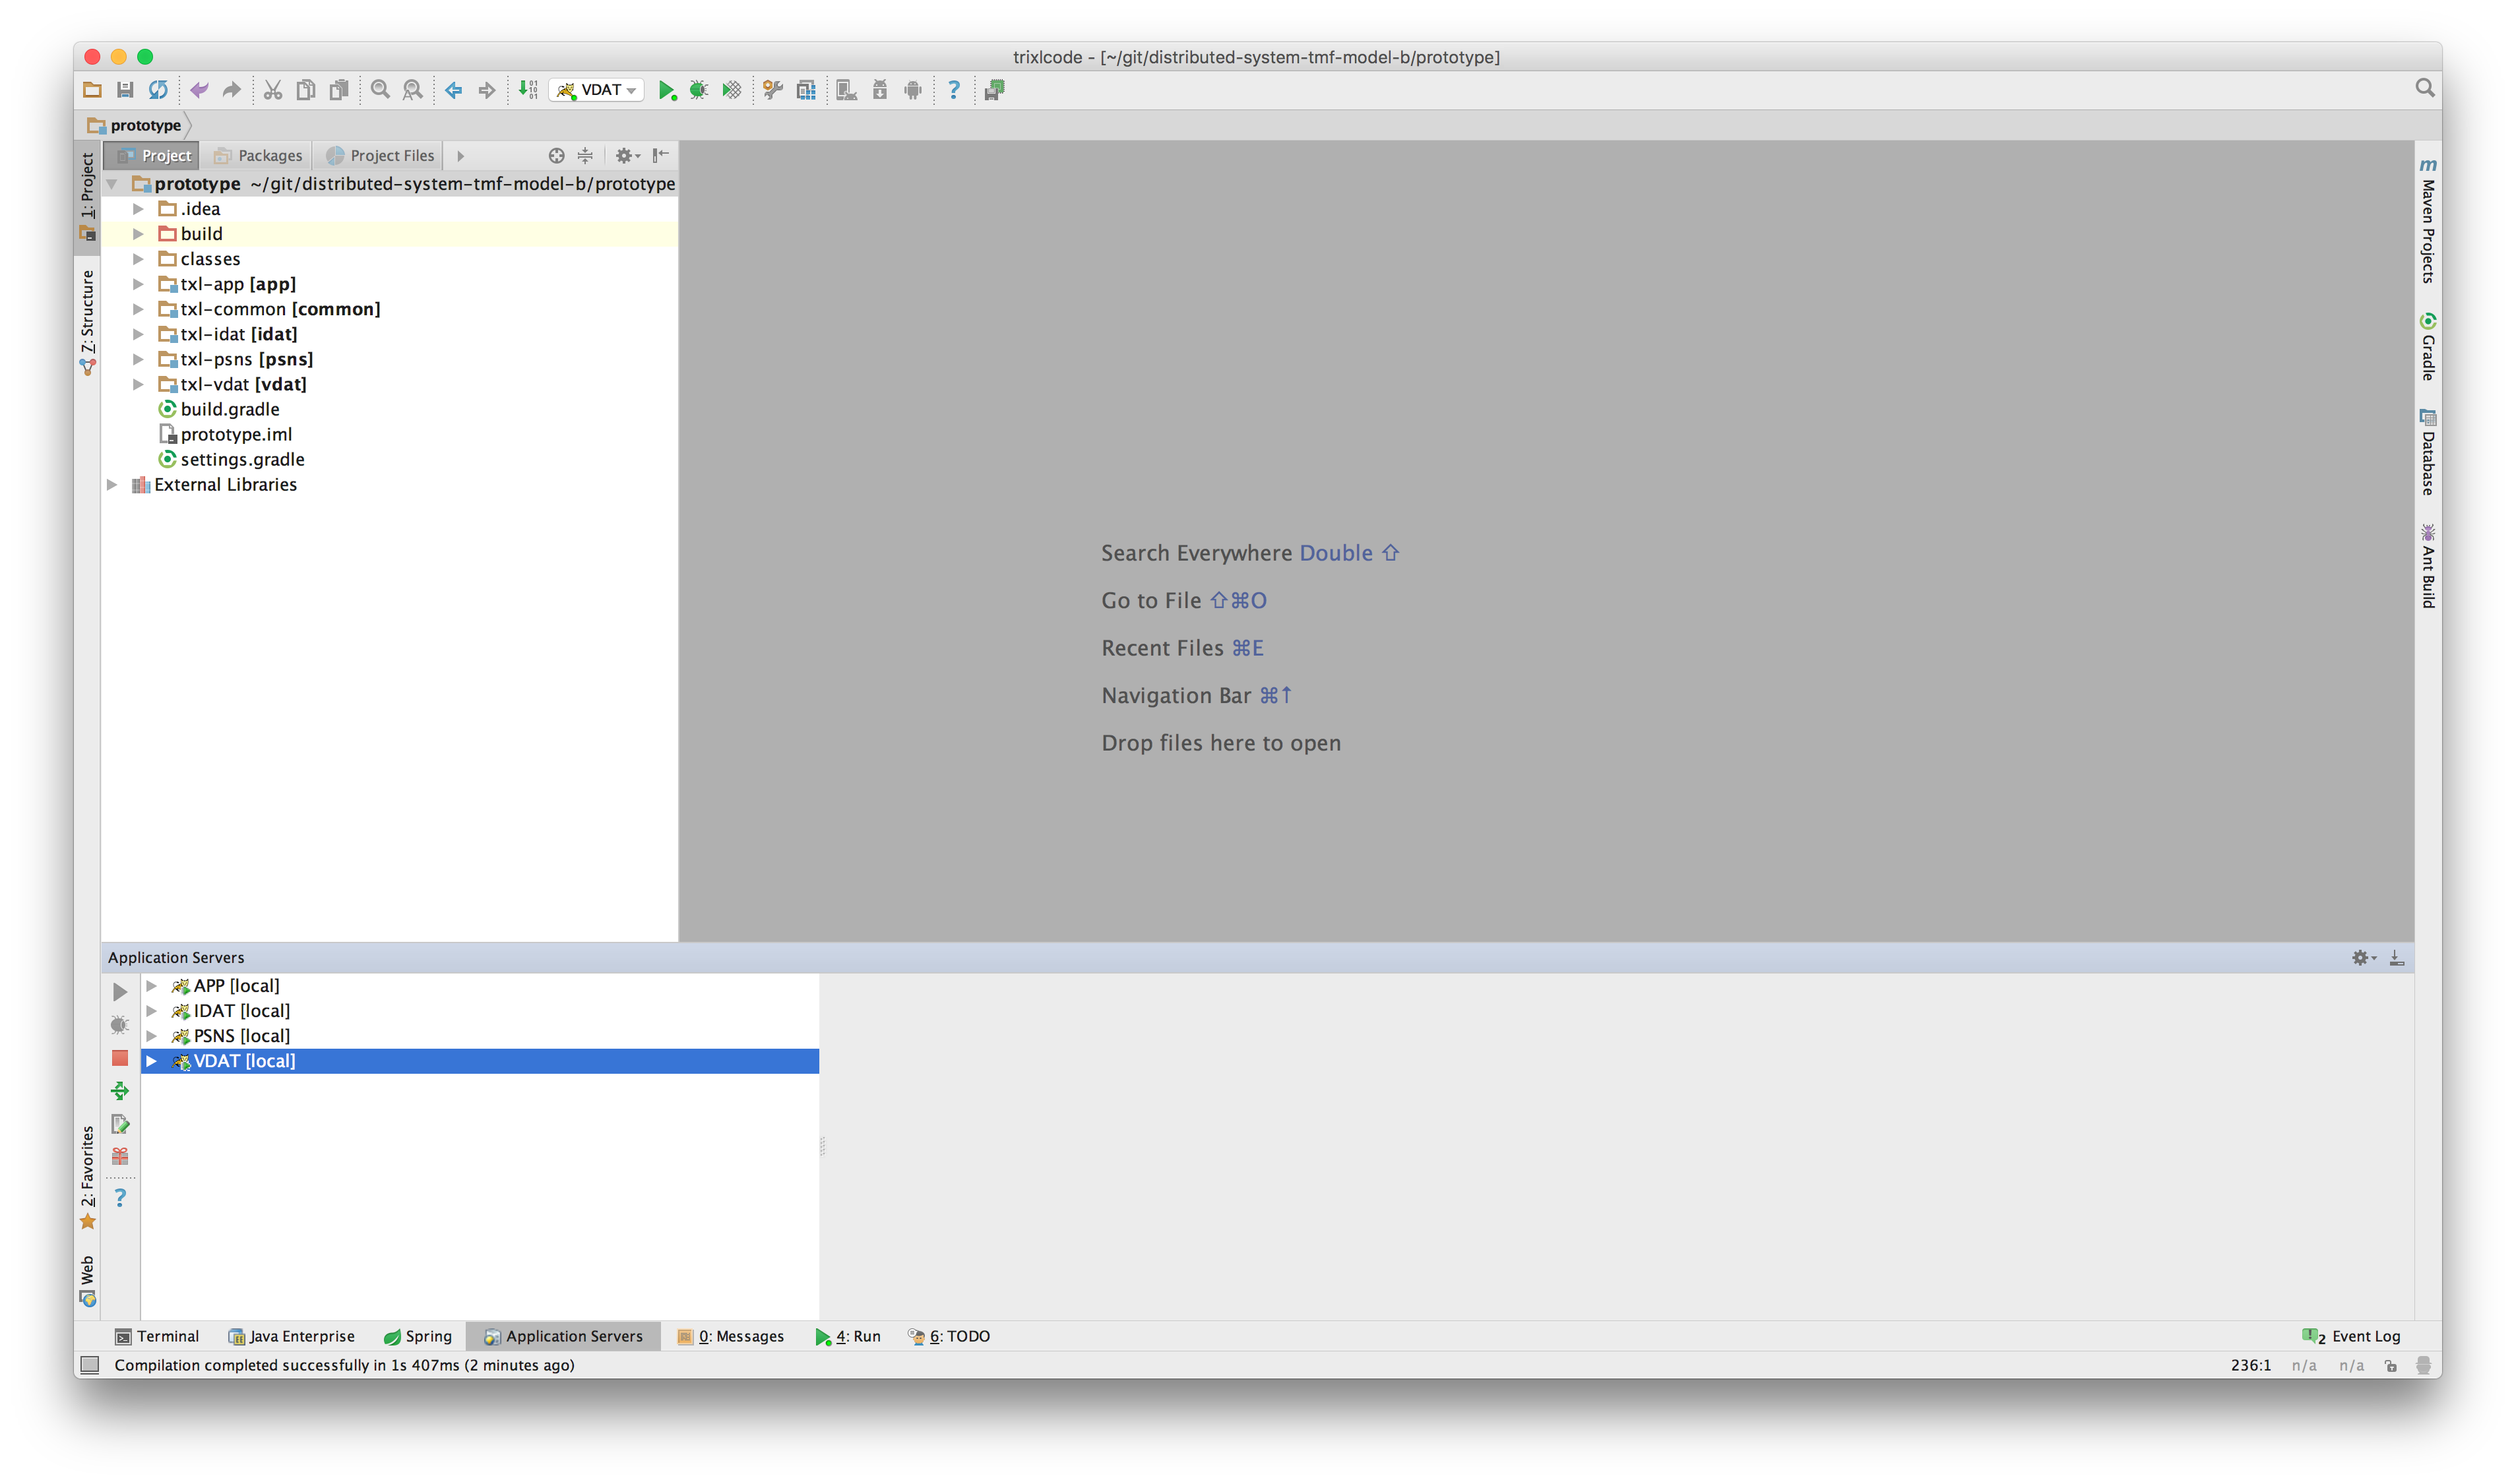 trixlcode - [~/git/distributed-system-tmf-model-b/prototype]
VDAT
prototype
Project Packages Project Files
prototype ~/git/distributed-system-tmf-model-b/prototype
.idea
build
classes
txl-app [app]
txl-common [common]
txl-idat [idat]
txl-psns [psns]
txl-vdat [vdat]
build.gradle
prototype.iml
settings.gradle
External Libraries
1: Project
7: Structure
2: Favorites
Web
Search Everywhere Double ⇧
Go to File ⇧⌘O
Recent Files ⌘E
Navigation Bar ⌘↑
Drop files here to open
Maven Projects
Gradle
Database
Ant Build
Application Servers
APP [local]
IDAT [local]
PSNS [local]
VDAT [local]
Terminal Java Enterprise Spring Application Servers 0: Messages 4: Run 6: TODO 2 Event Log
Compilation completed successfully in 1s 407ms (2 minutes ago) 236:1 n/a n/a